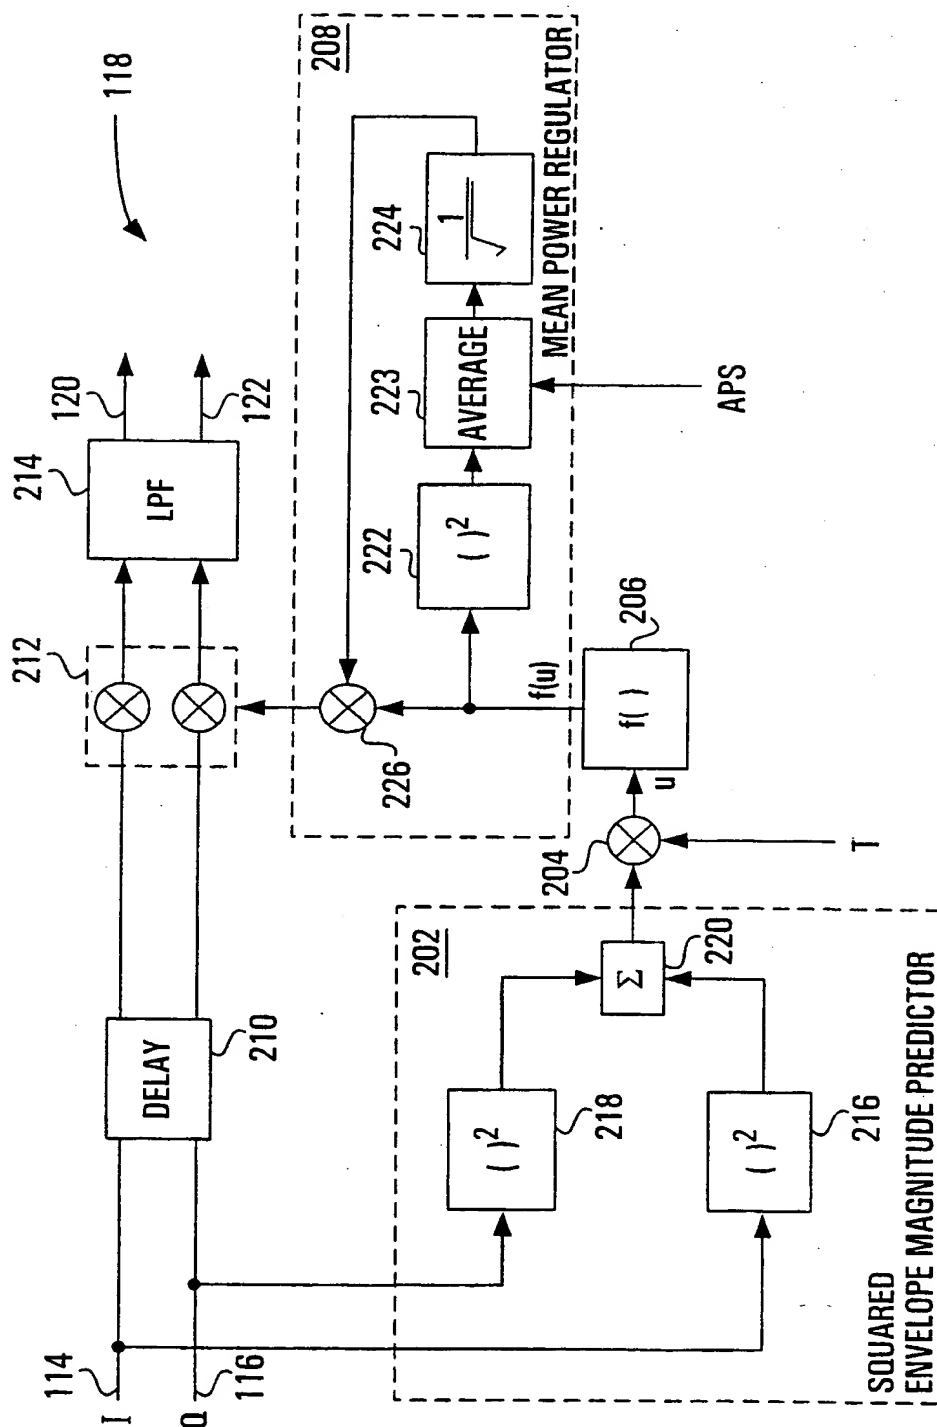 118
I
114
Q
116
DELAY
210
212
214
LPF
120
122
208
MEAN POWER REGULATOR
226
222
( )²
223
AVERAGE
224
1
√
APS
f(u)
206
f( )
u
204
T
202
220
Σ
218
( )²
216
( )²
SQUARED
ENVELOPE MAGNITUDE PREDICTOR